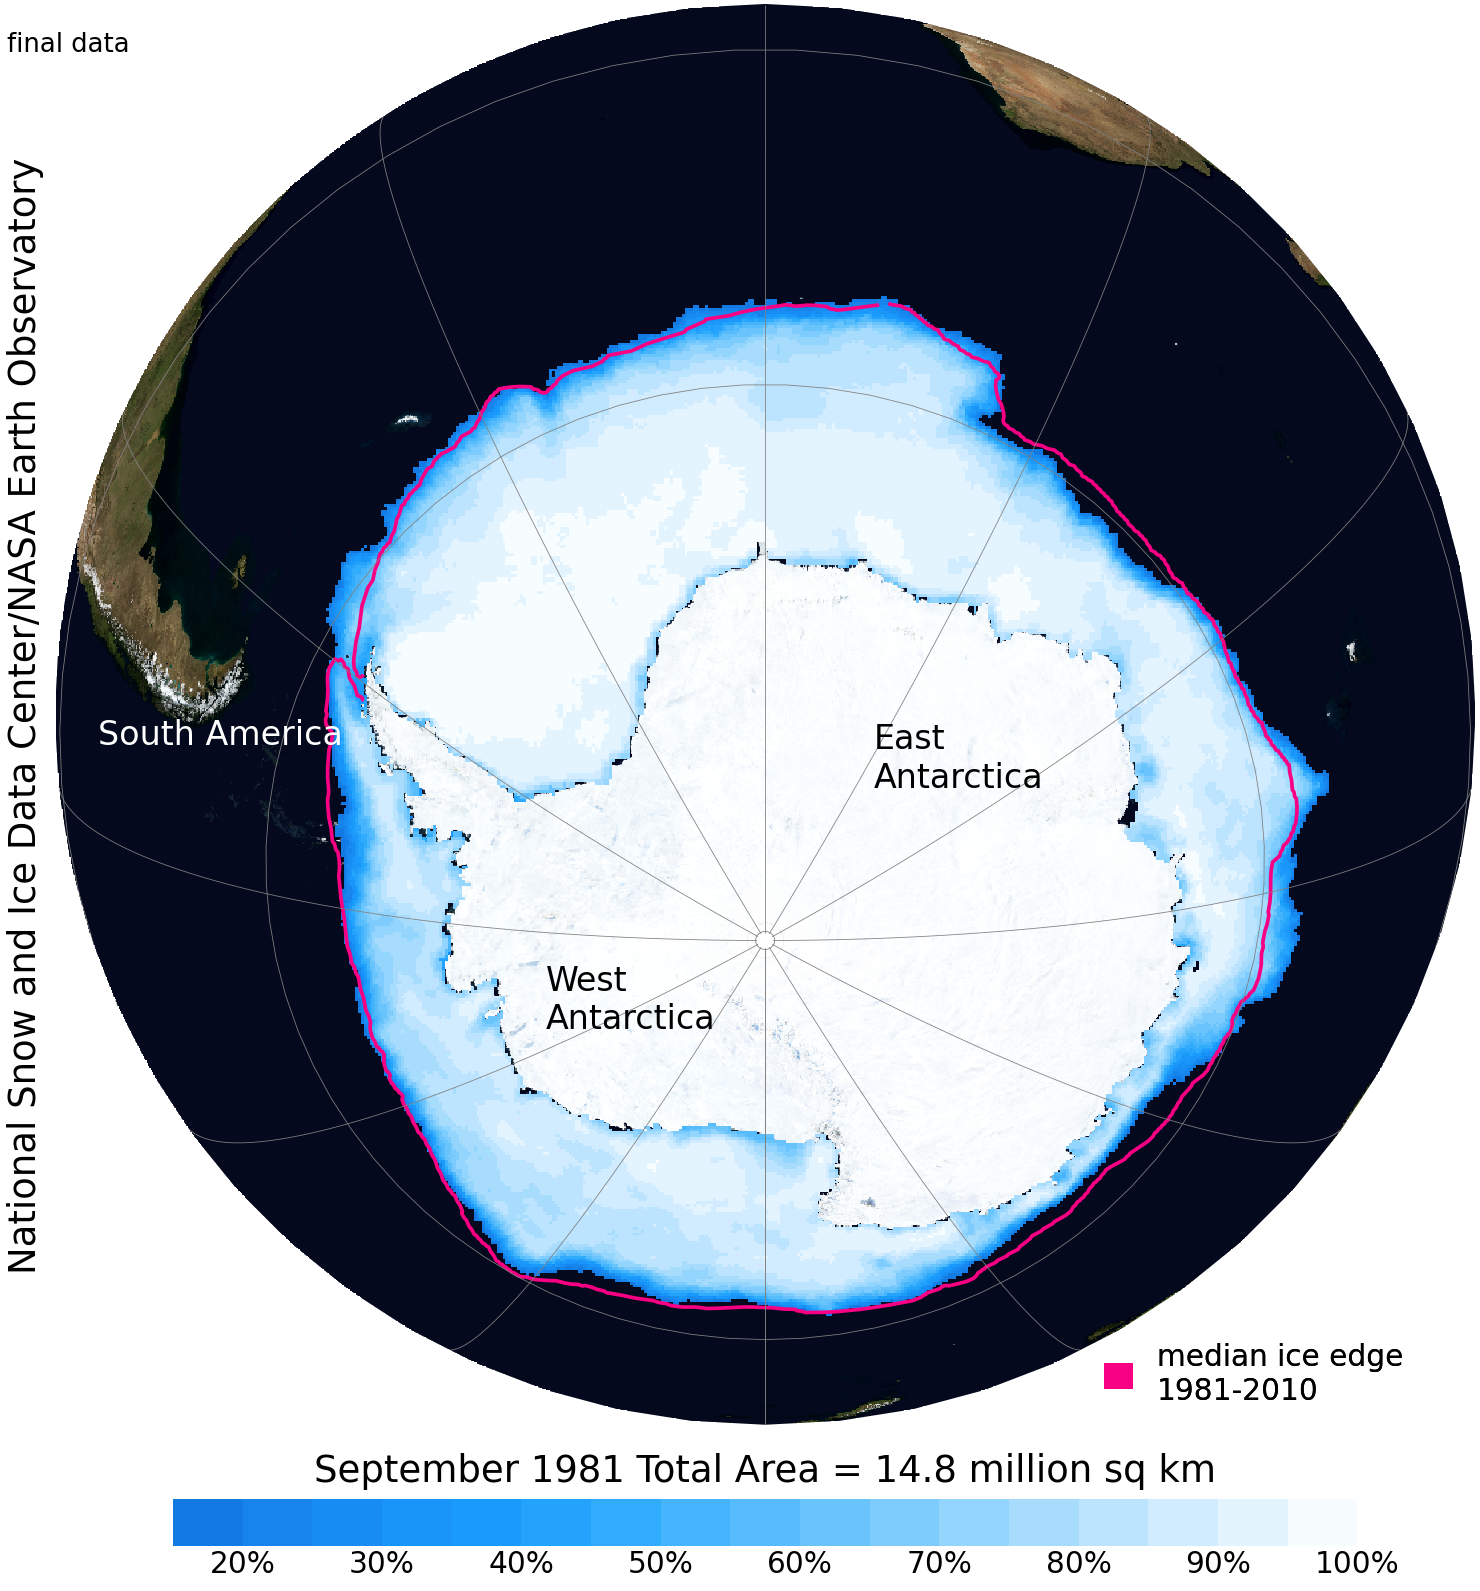 final data
National Snow and Ice Data Center/NASA Earth Observatory
South America
East
Antarctica
West
Antarctica
median ice edge
1981-2010
September 1981 Total Area = 14.8 million sq km
20% 30% 40% 50% 60% 70% 80% 90% 100%